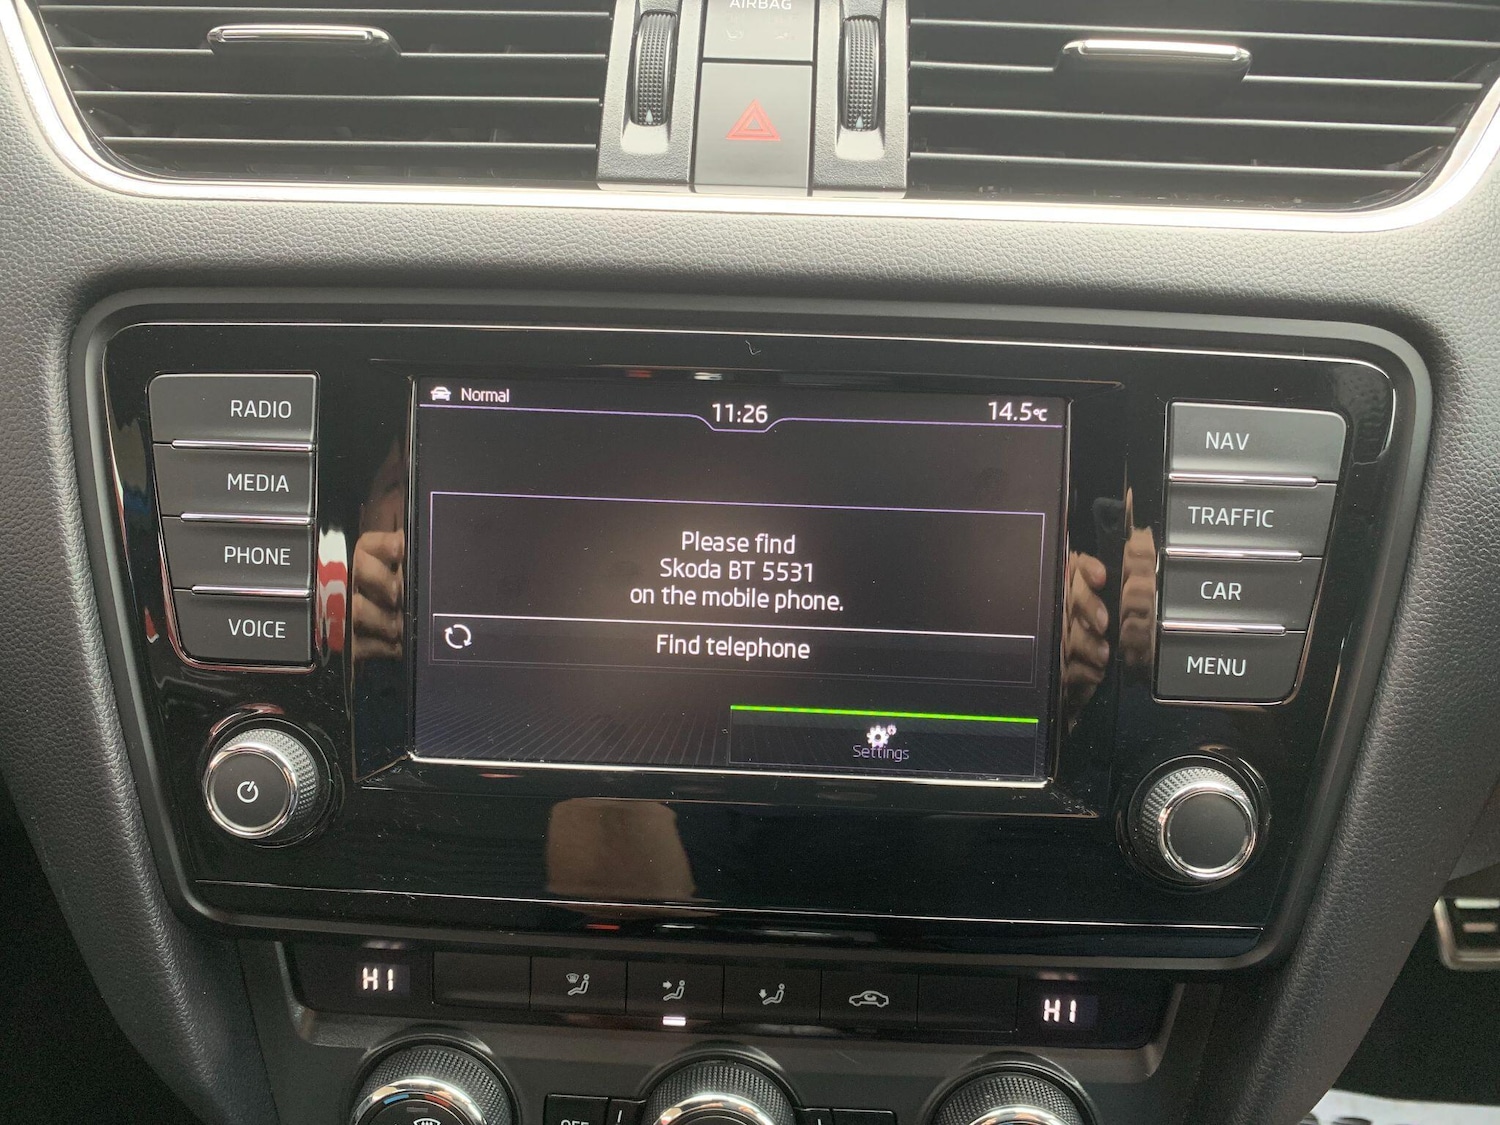 AIRBAG
RADIO
MEDIA
PHONE
VOICE
Normal
11:26
14.5°C
Please find
Skoda BT 5531
on the mobile phone.
Find telephone
Settings
NAV
TRAFFIC
CAR
MENU
HI
HI
OFF